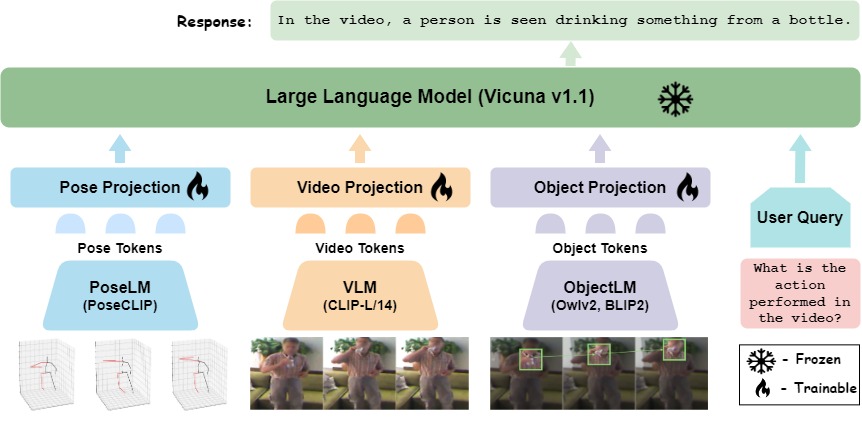 Response:
In the video, a person is seen drinking something from a bottle.
Large Language Model (Vicuna v1.1)
Pose Projection
Video Projection
Object Projection
User Query
Pose Tokens
Video Tokens
Object Tokens
PoseLM
(PoseCLIP)
VLM
(CLIP-L/14)
ObjectLM
(Owlv2, BLIP2)
What is the
action
performed in
the video?
- Frozen
- Trainable